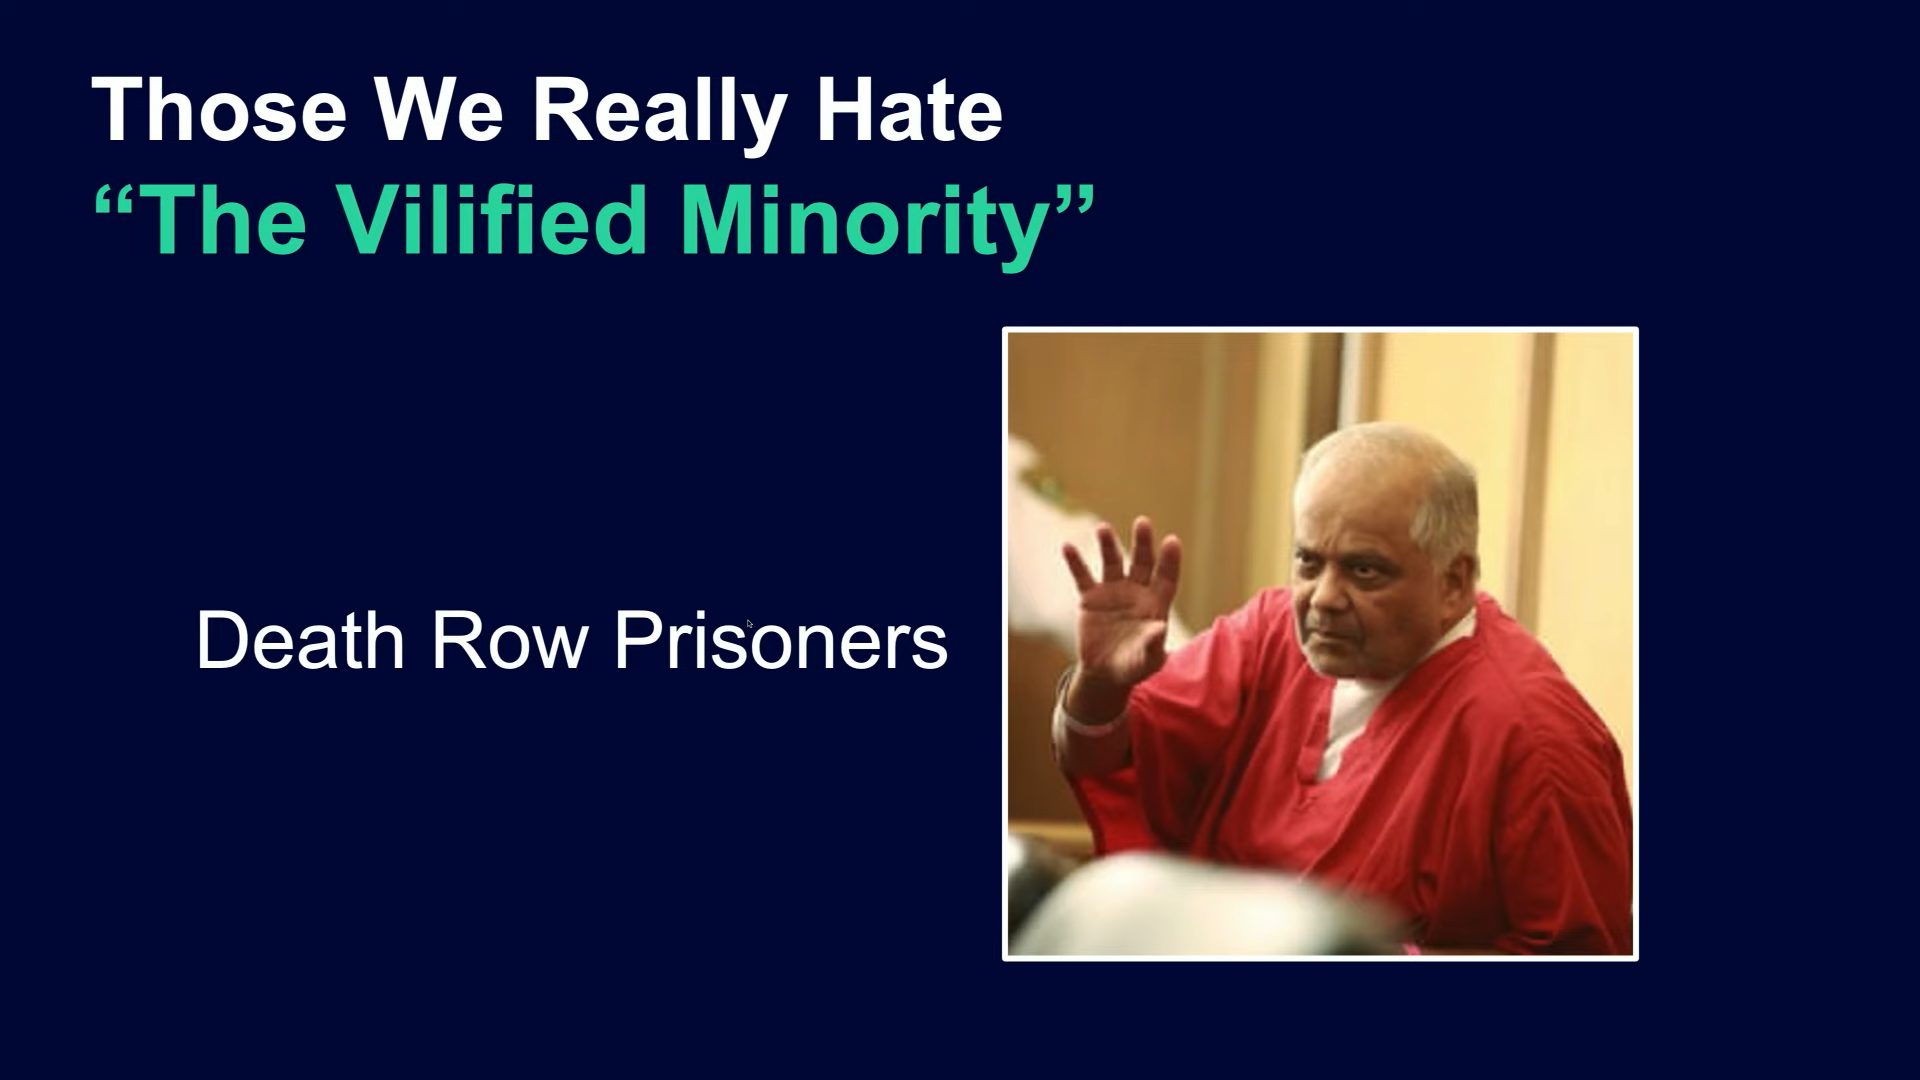 Those We Really Hate
“The Vilified Minority”
Death Row Prisoners